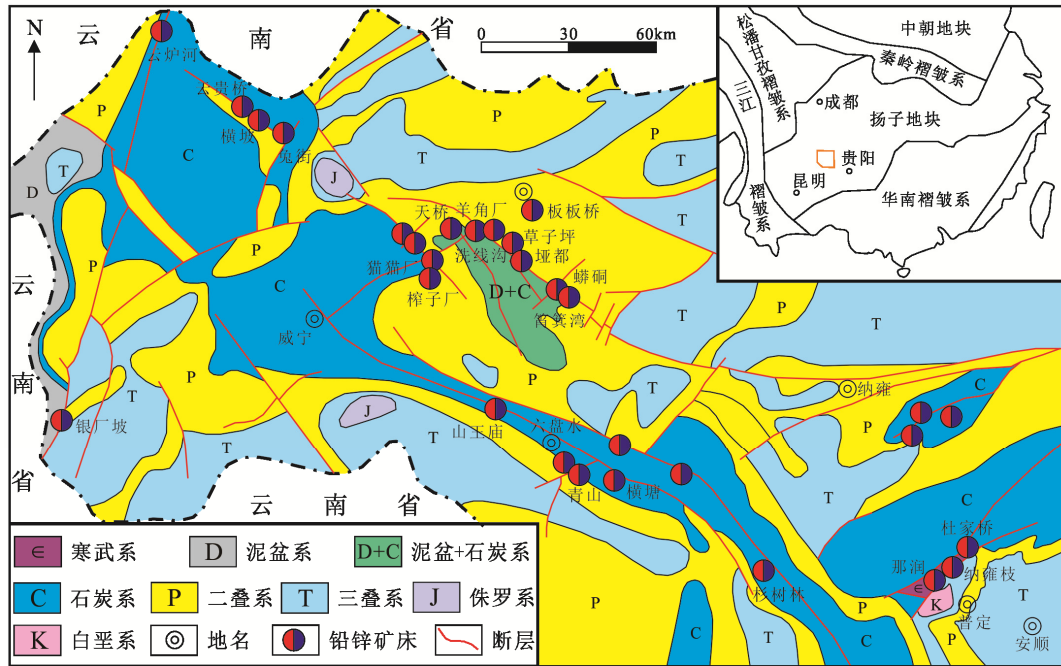 云
南
省
N
0
30
60km
云炉河
云贵桥
横坡
兔街
P
C
D
T
J
P
T
P
P
T
天桥
羊角厂
板板桥
洗线沟
草子坪
垭都
猫猫厂
榨子厂
D+C
蟒硐
筲箕湾
云
南
省
P
P
C
威宁
T
P
T
银厂坡
T
J
T
P
T
山王庙
六盘水
青山
横塘
纳雍
C
P
T
C
云
南
省
杉树林
P
C
T
P
C
杜家桥
那润
纳雍枝
∈
K
普定
P
T
安顺
松潘甘孜褶皱系
三江
褶皱系
中朝地块
秦岭褶皱系
成都
扬子地块
贵阳
昆明
华南褶皱系
∈ 寒武系
D 泥盆系
D+C 泥盆+石炭系
C 石炭系
P 二叠系
T 三叠系
J 侏罗系
K 白垩系
地名
铅锌矿床
断层